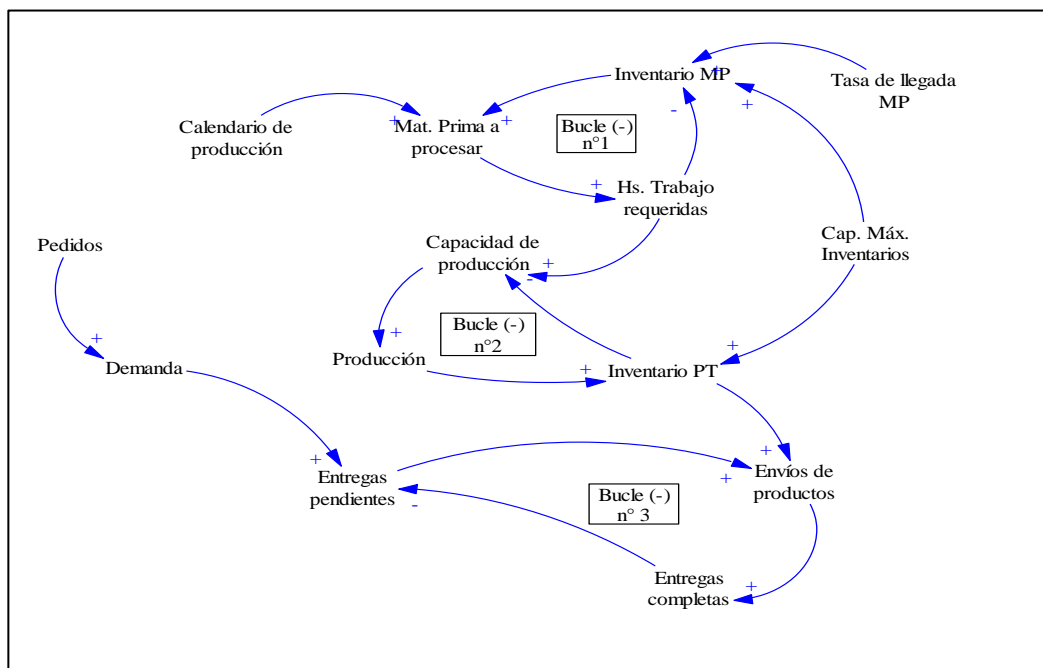 Inventario MP
Tasa de llegada
MP
+
+
-
Calendario de
producción
+
Mat. Prima a
procesar
+
Bucle (-)
n°1
+
Hs. Trabajo
requeridas
Cap. Máx.
Inventarios
Pedidos
Capacidad de
producción
-
+
+
Bucle (-)
n°2
+
Producción
+
Inventario PT
+
Demanda
+
Entregas
pendientes
-
Bucle (-)
n° 3
+
+
Envíos de
productos
Entregas
completas
+